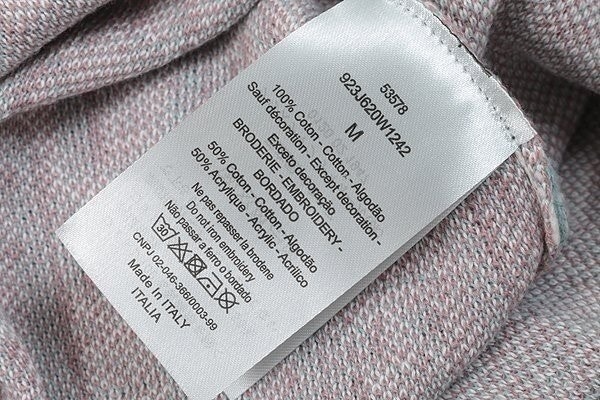 53578
923J620W1242
M
100% Coton - Cotton - Algodão
Sauf décoration - Except decoration -
Exceto decoração
BRODERIE - EMBROIDERY -
BORDADO
50% Coton - Cotton - Algodão
50% Acrylique - Acrylic - Acrílico
Ne pas repasser la broderie
Do not iron embroidery
Não passar a ferro o bordado
30
CNPJ 02-046-366/0003-99
Made In ITALY
ITALIA